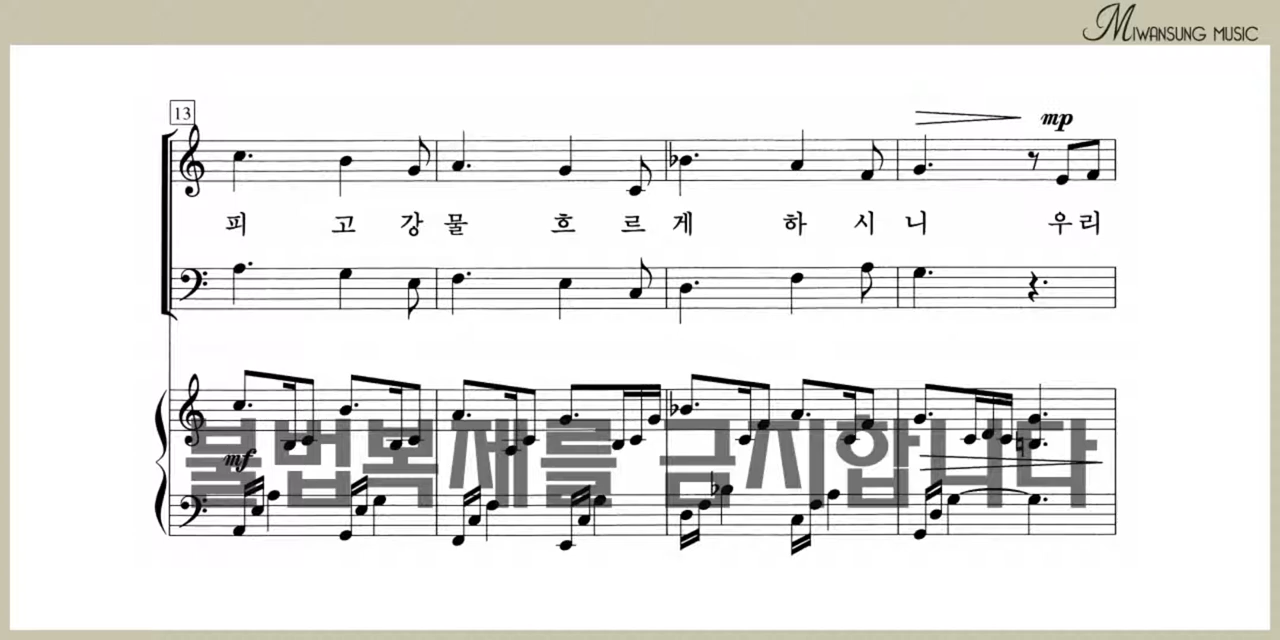 MIWANSUNG MUSIC
13
mp
피 고 강 물 흐 르 게 하 시 니 우 리
mf
불법복제를 금지합니다